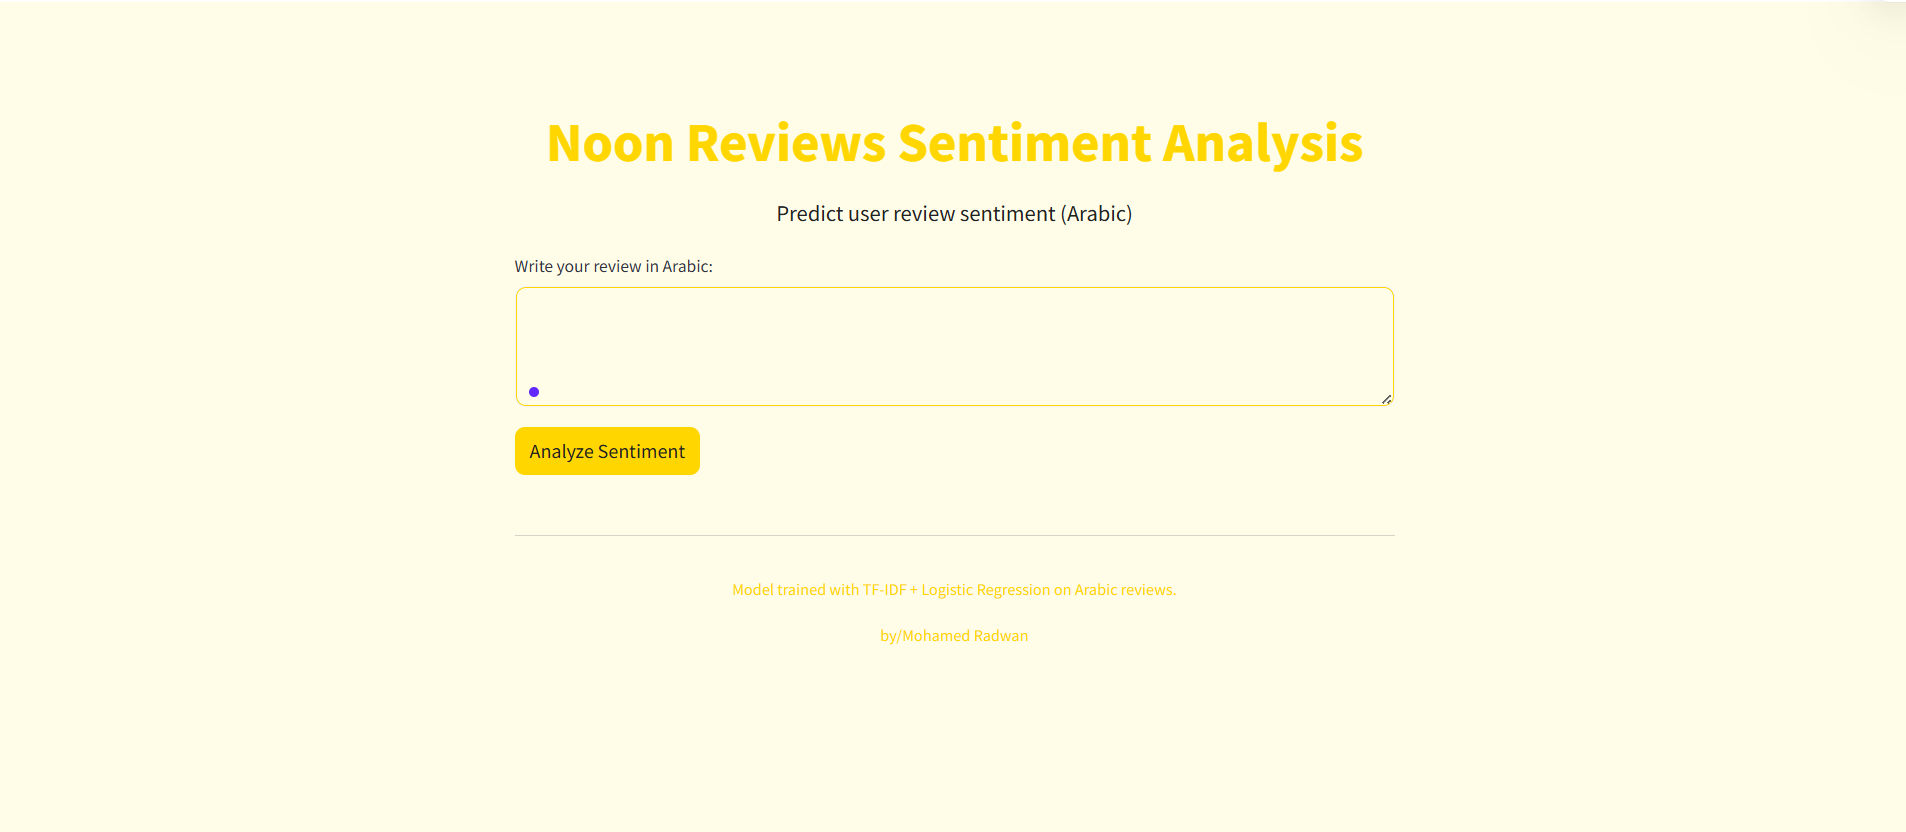 Noon Reviews Sentiment Analysis
Predict user review sentiment (Arabic)
Write your review in Arabic:
Analyze Sentiment
Model trained with TF-IDF + Logistic Regression on Arabic reviews.
by/Mohamed Radwan